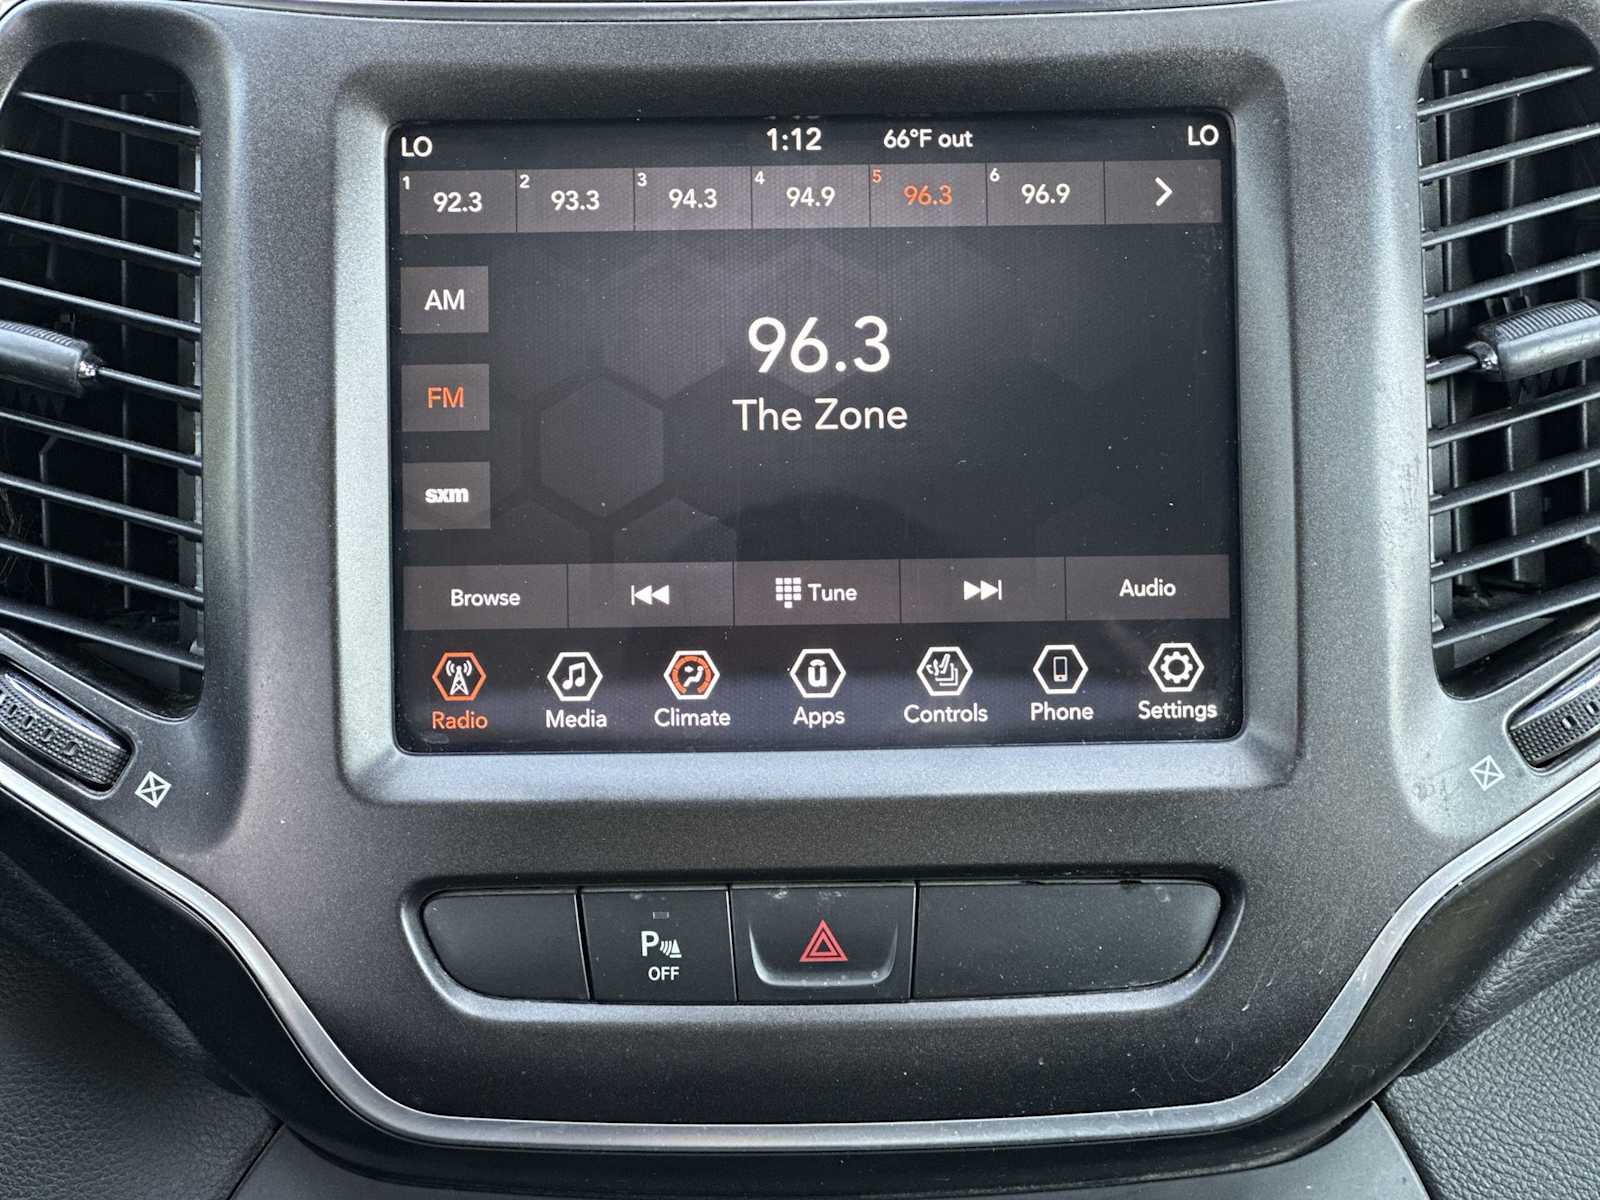 LO 1:12 66°F out LO
1 92.3 2 93.3 3 94.3 4 94.9 5 96.3 6 96.9
AM
96.3
FM
The Zone
sxm
Browse Tune Audio
Radio Media Climate Apps Controls Phone Settings
P
OFF